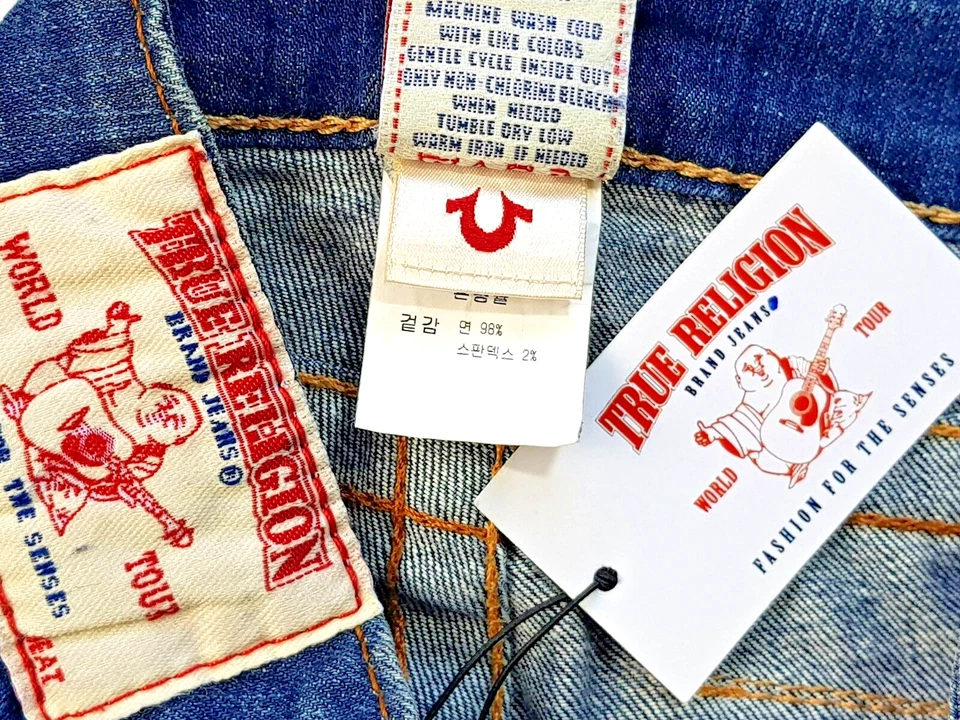 MACHINE WASH COLD
WITH LIKE COLORS
GENTLE CYCLE INSIDE OUT
ONLY NON-CHLORINE BLEACH
WHEN NEEDED
TUMBLE DRY LOW
WARM IRON IF NEEDED
겉감 면 98%
스판덱스 2%
TRUE RELIGION
BRAND JEANS®
WORLD TOUR
THE SENSES
TRUE RELIGION
BRAND JEANS
WORLD TOUR
FASHION FOR THE SENSES